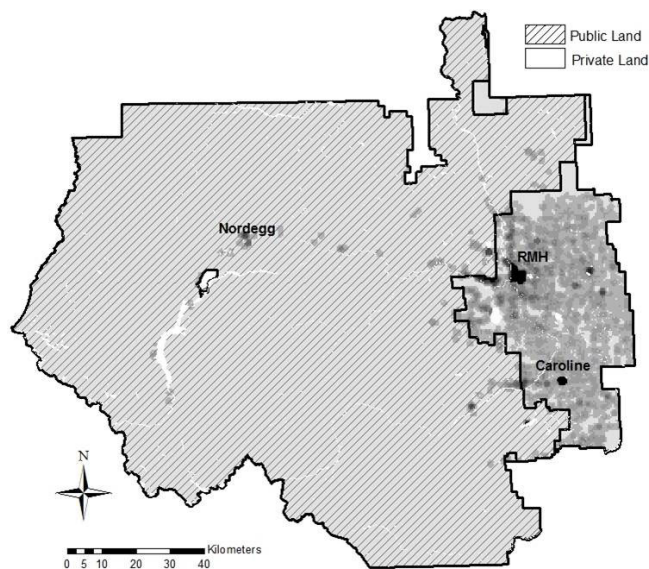 Public Land
Private Land
Nordegg
RMH
Caroline
N
Kilometers
0 5 10 20 30 40